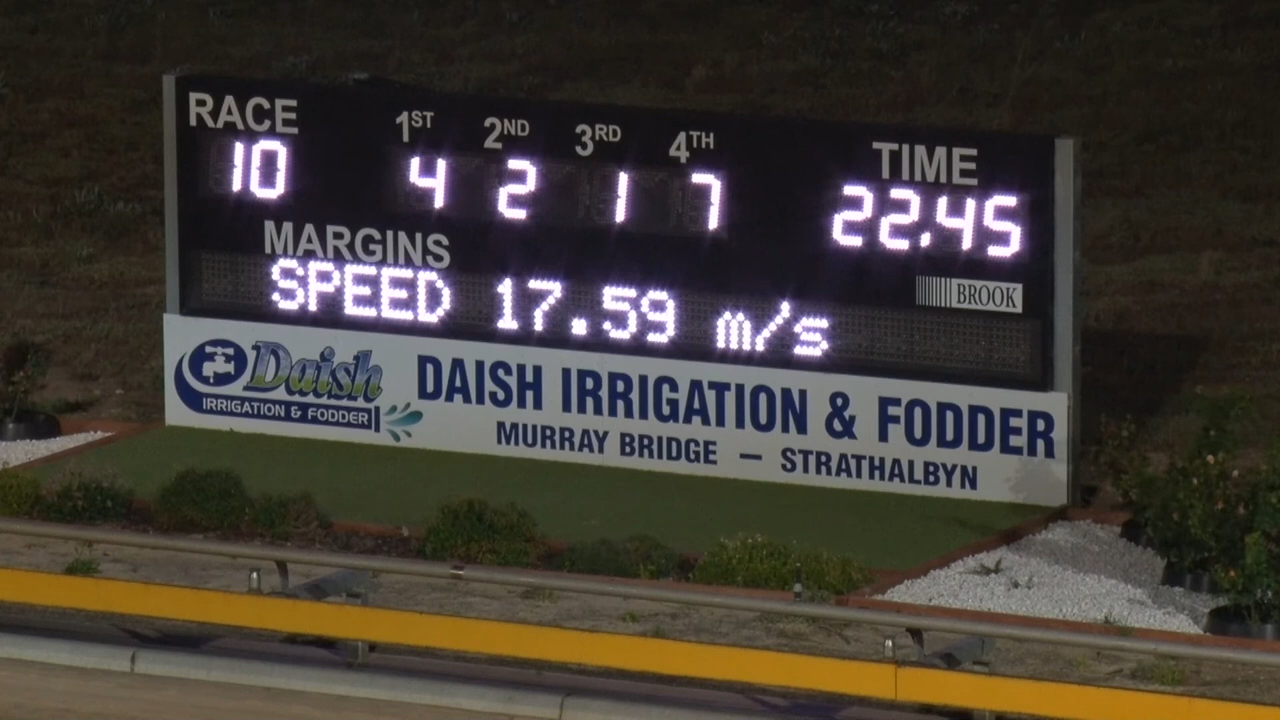 RACE 1ST 2ND 3RD 4TH TIME
10 4 2 1 7 22.45
MARGINS
SPEED 17.59 m/s
BROOK
Daish
IRRIGATION & FODDER
DAISH IRRIGATION & FODDER
MURRAY BRIDGE – STRATHALBYN